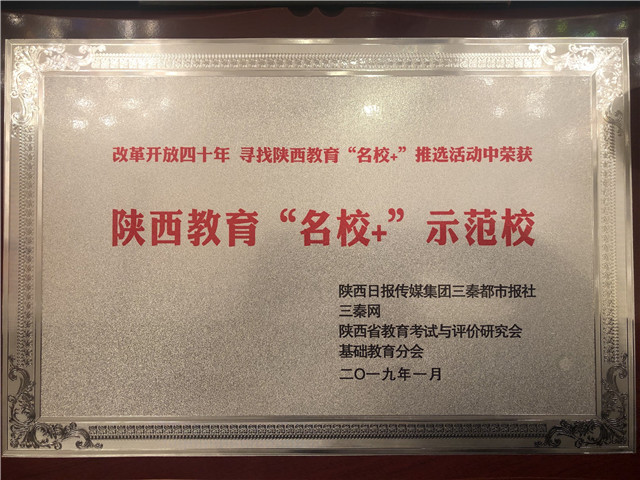 改革开放四十年 寻找陕西教育“名校+”推选活动中荣获
陕西教育“名校+”示范校
陕西日报传媒集团三秦都市报社
三秦网
陕西省教育考试与评价研究会
基础教育分会
二〇一九年一月